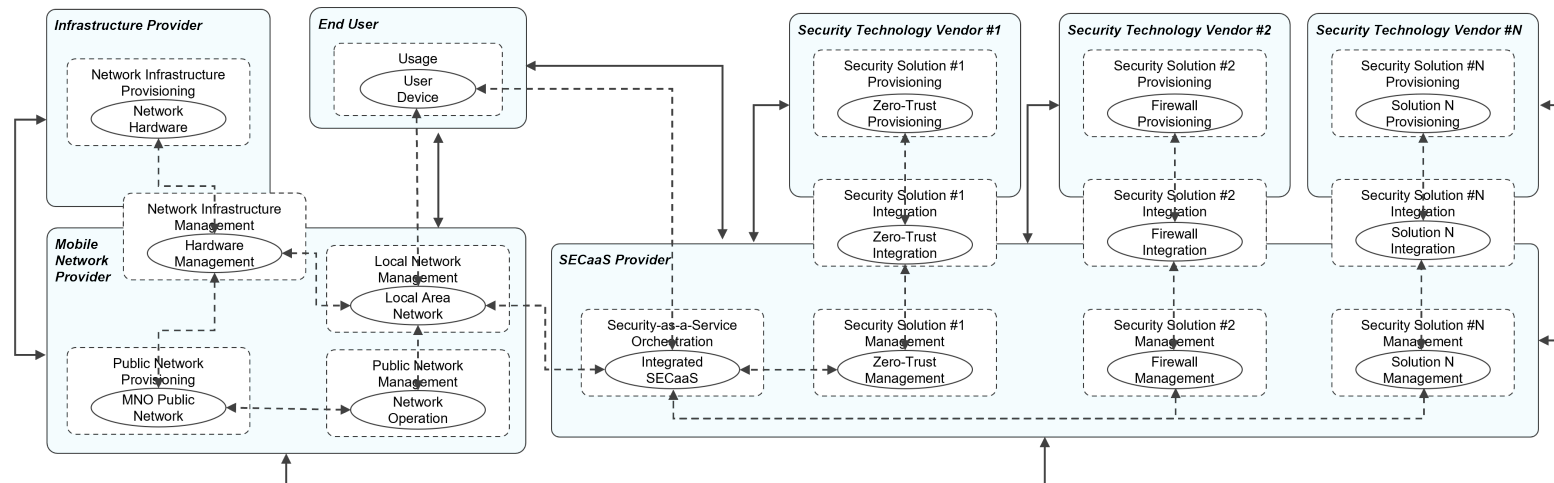 Infrastructure Provider
Network Infrastructure
Provisioning
Network
Hardware
End User
Usage
User
Device
Security Technology Vendor #1
Security Solution #1
Provisioning
Zero-Trust
Provisioning
Security Technology Vendor #2
Security Solution #2
Provisioning
Firewall
Provisioning
Security Technology Vendor #N
Security Solution #N
Provisioning
Solution N
Provisioning
Network Infrastructure
Management
Hardware
Management
Security Solution #1
Integration
Zero-Trust
Integration
Security Solution #2
Integration
Firewall
Integration
Security Solution #N
Integration
Solution N
Integration
Mobile
Network
Provider
Local Network
Management
Local Area
Network
Public Network
Provisioning
MNO Public
Network
Public Network
Management
Network
Operation
SECaaS Provider
Security-as-a-Service
Orchestration
Integrated
SECaaS
Security Solution #1
Management
Zero-Trust
Management
Security Solution #2
Management
Firewall
Management
Security Solution #N
Management
Solution N
Management